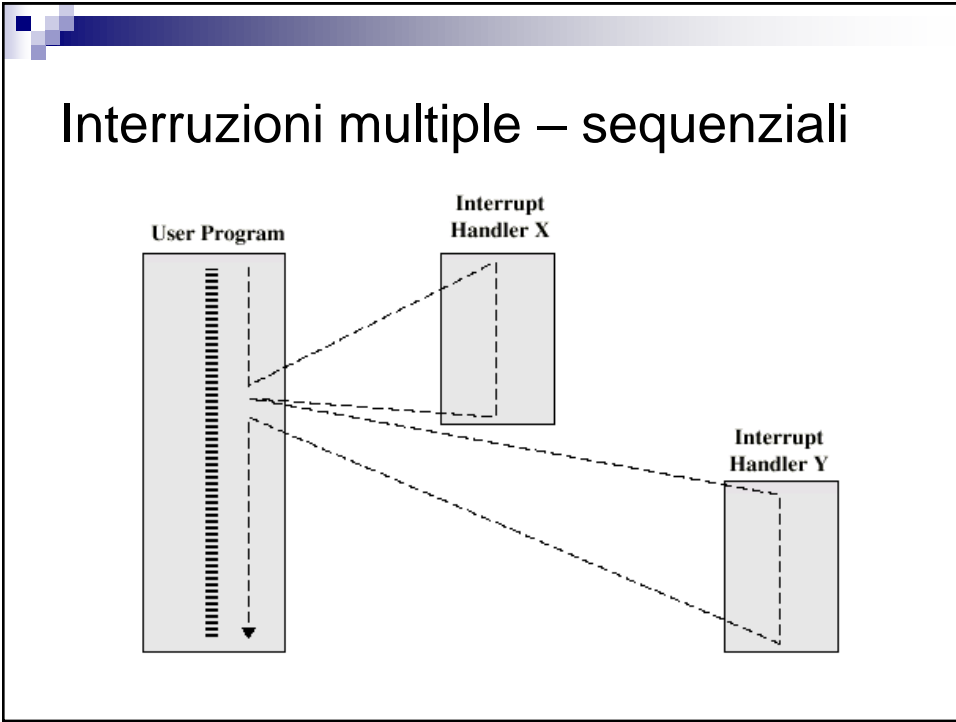 Interruzioni multiple – sequenziali
User Program
Interrupt
Handler X
Interrupt
Handler Y